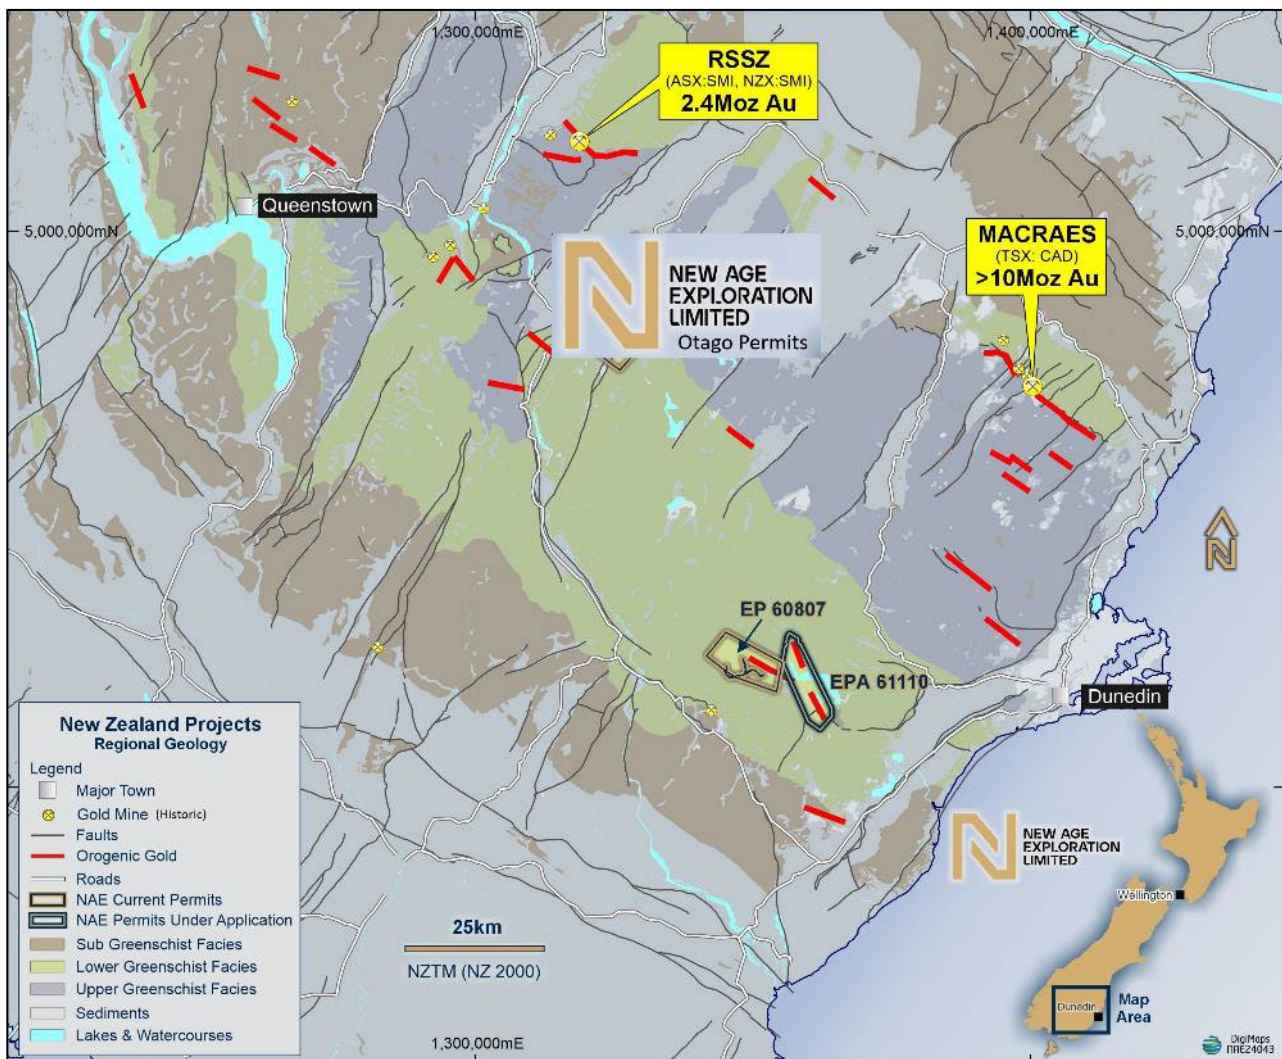 1,300,000mE
1,400,000mE
RSSZ
(ASX:SMI, NZX:SMI)
2.4Moz Au
Queenstown
5,000,000mN
5,000,000mN
MACRAES
(TSX: CAD)
>10Moz Au
N
NEW AGE
EXPLORATION
LIMITED
Otago Permits
N
EP 60807
EPA 61110
Dunedin
New Zealand Projects
Regional Geology
Legend
Major Town
Gold Mine (Historic)
Faults
Orogenic Gold
Roads
NAE Current Permits
NAE Permits Under Application
Sub Greenschist Facies
Lower Greenschist Facies
Upper Greenschist Facies
Sediments
Lakes & Watercourses
25km
NZTM (NZ 2000)
N
NEW AGE
EXPLORATION
LIMITED
Wellington
Dunedin
Map
Area
1,300,000mE
DigiMaps
NAE24043